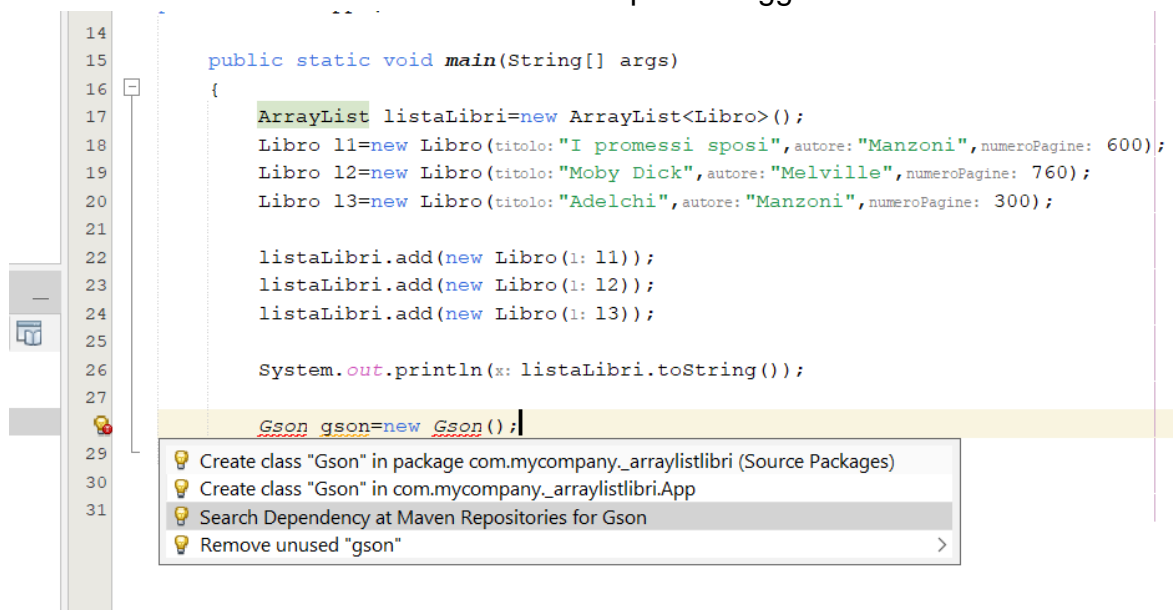 14
15 public static void main(String[] args)
16 {
17 ArrayList listaLibri=new ArrayList<Libro>();
18 Libro l1=new Libro(titolo: "I promessi sposi",autore: "Manzoni",numeroPagine: 600);
19 Libro l2=new Libro(titolo: "Moby Dick",autore: "Melville",numeroPagine: 760);
20 Libro l3=new Libro(titolo: "Adelchi",autore: "Manzoni",numeroPagine: 300);
21
22 listaLibri.add(new Libro(l: l1));
23 listaLibri.add(new Libro(l: l2));
24 listaLibri.add(new Libro(l: l3));
25
26 System.out.println(x: listaLibri.toString());
27
Gson gson=new Gson();
29 Create class "Gson" in package com.mycompany._arraylistlibri (Source Packages)
30 Create class "Gson" in com.mycompany._arraylistlibri.App
31 Search Dependency at Maven Repositories for Gson
Remove unused "gson"